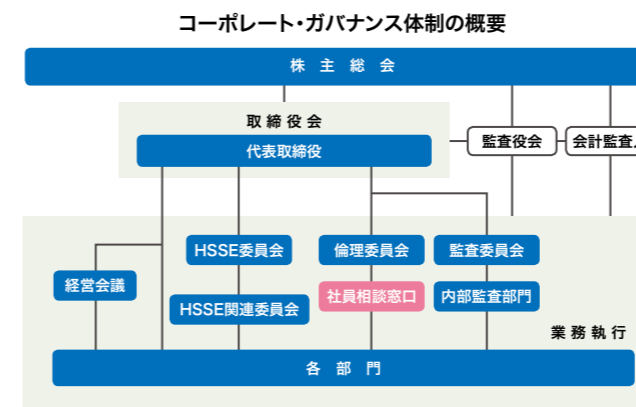 コーポレート・ガバナンス体制の概要
株主総会
取締役会
代表取締役
監査役会
会計監査
HSSE委員会
倫理委員会
監査委員会
経営会議
社員相談窓口
内部監査部門
HSSE関連委員会
業務執行
各部門